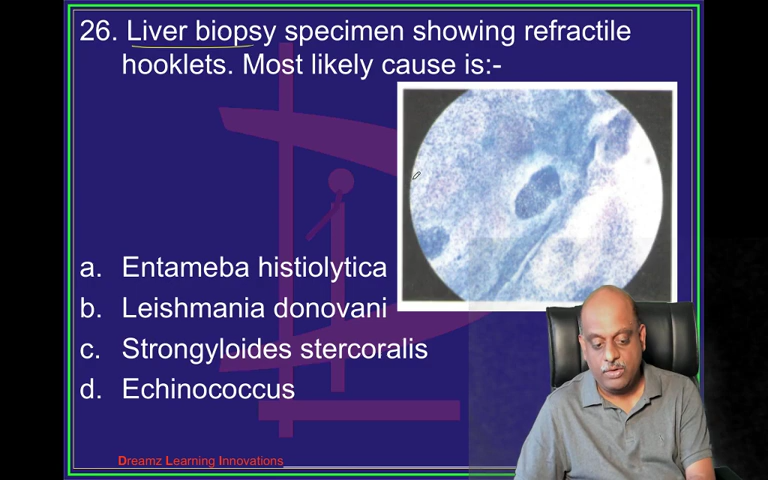 26. Liver biopsy specimen showing refractile
hooklets. Most likely cause is:-
a. Entameba histiolytica
b. Leishmania donovani
c. Strongyloides stercoralis
d. Echinococcus
Dreamz Learning Innovations